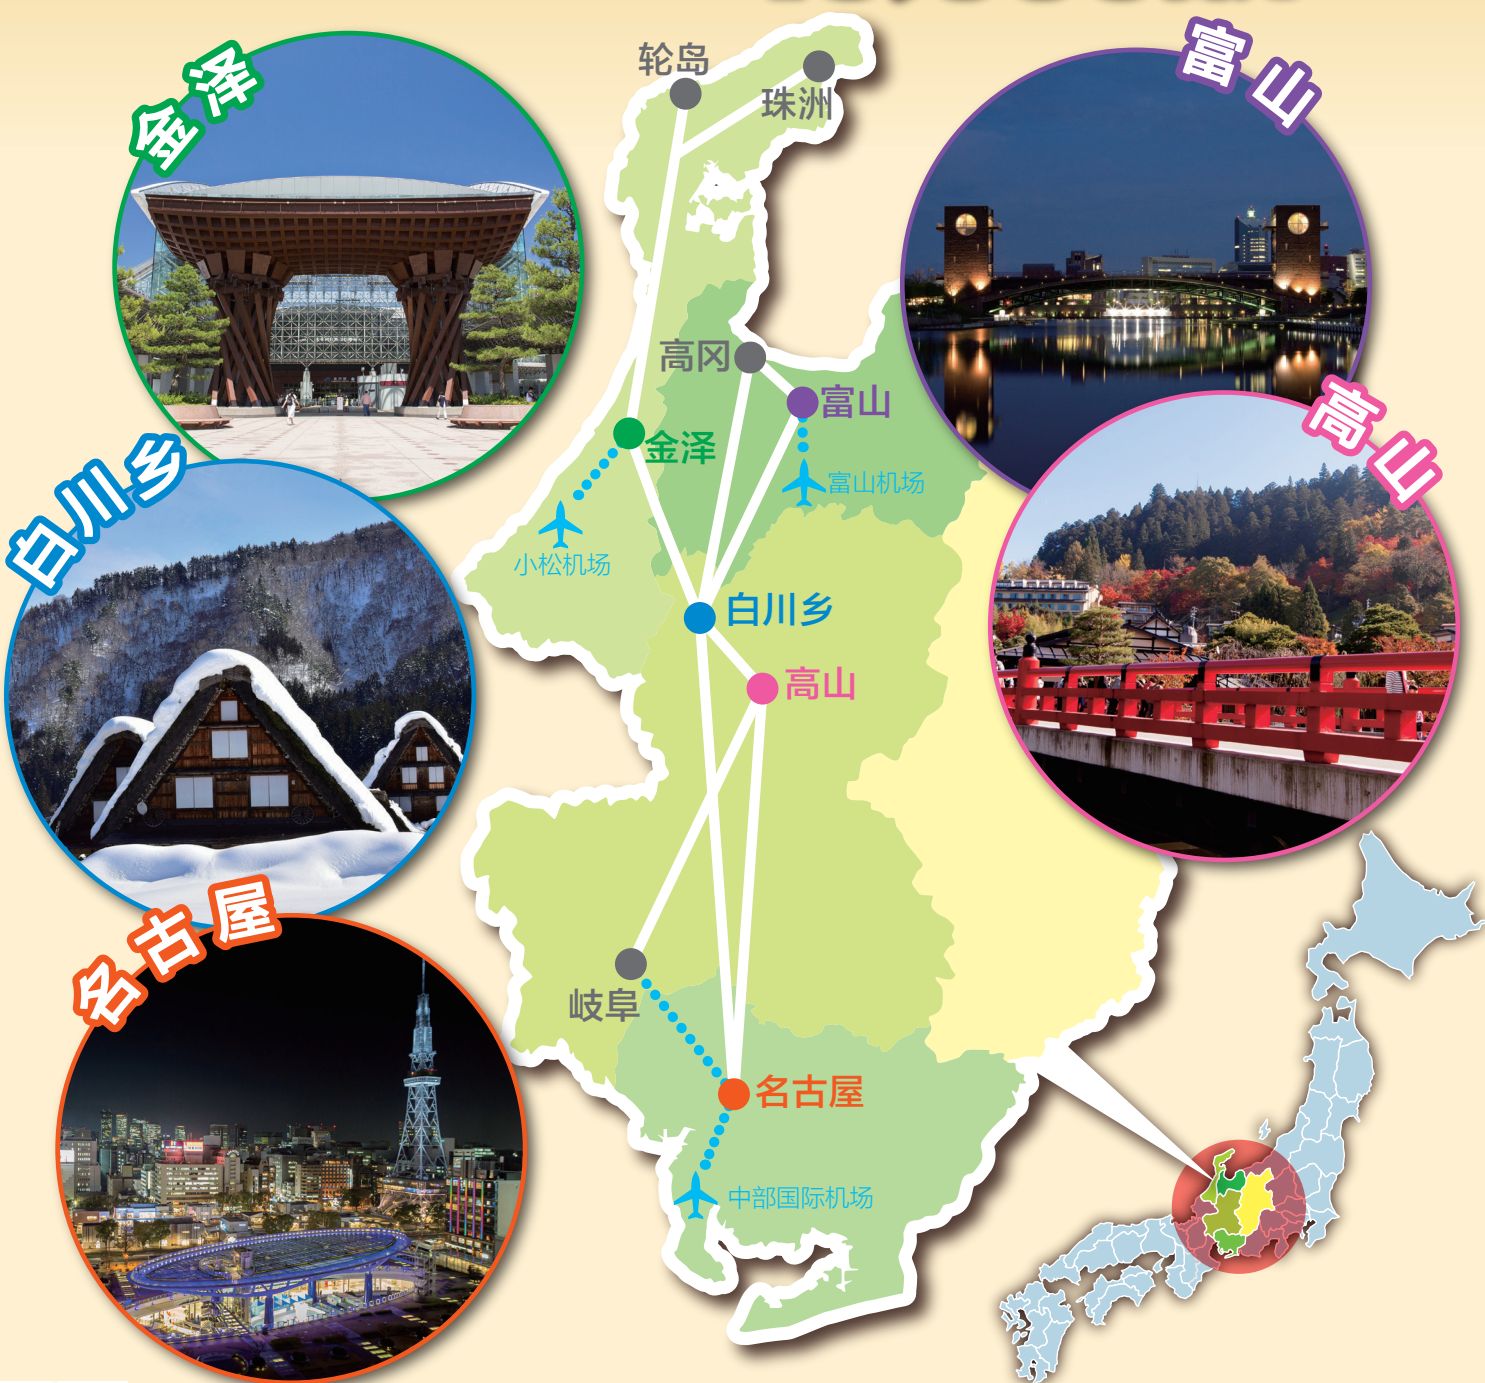 金泽
富山
轮岛
珠洲
高冈
富山
金泽
富山机场
高山
小松机场
白川乡
白川乡
高山
名古屋
岐阜
名古屋
中部国际机场